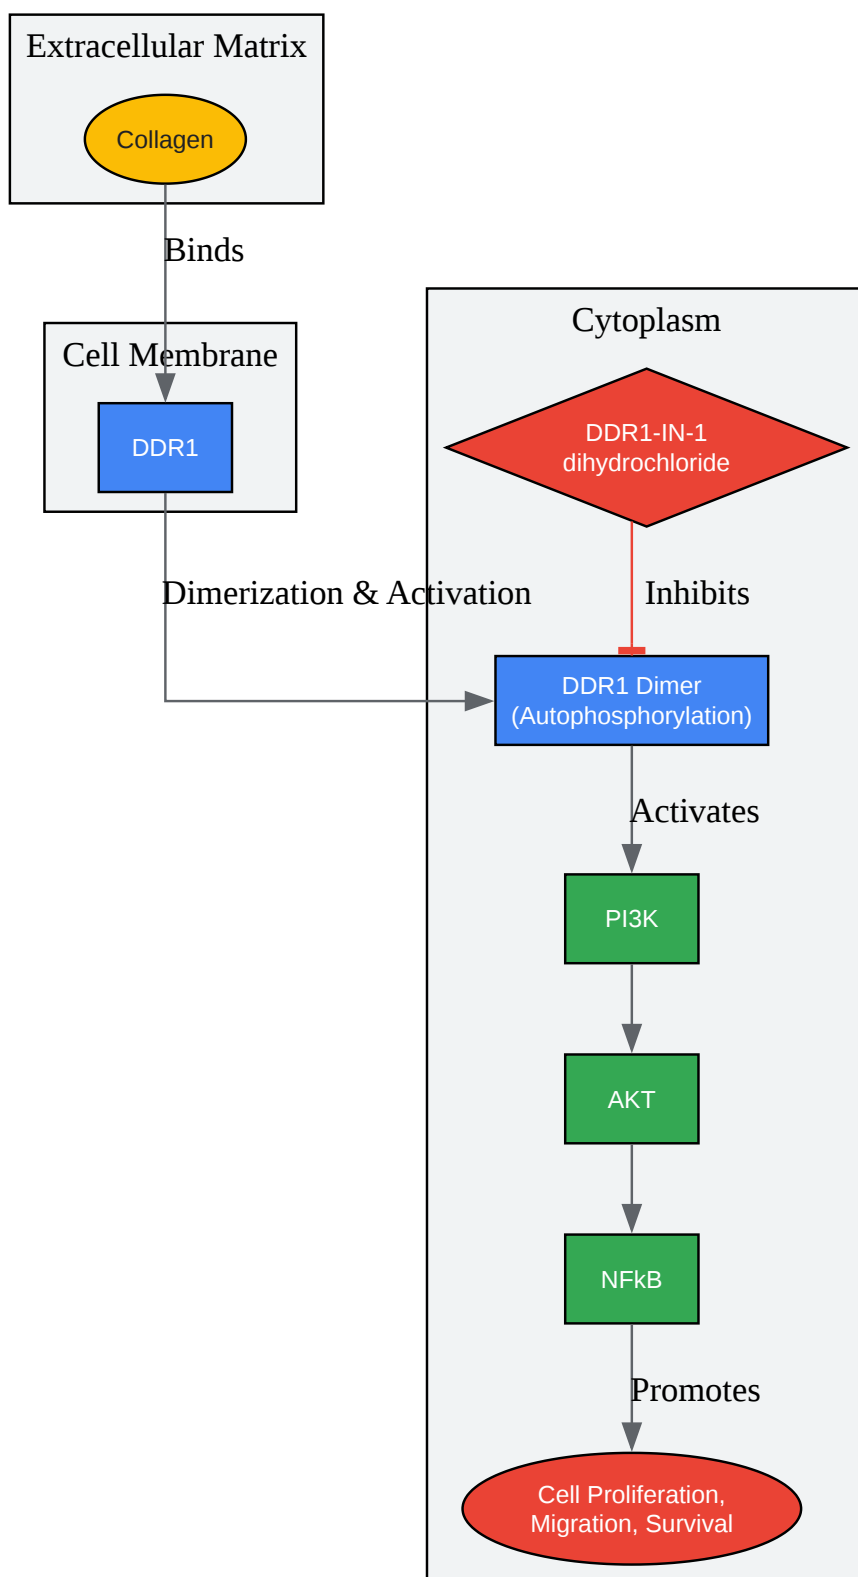 Extracellular Matrix
Collagen
Binds
Cell Membrane
DDR1
Cytoplasm
DDR1-IN-1
dihydrochloride
Dimerization & Activation
Inhibits
DDR1 Dimer
(Autophosphorylation)
Activates
PI3K
AKT
NFkB
Promotes
Cell Proliferation,
Migration, Survival